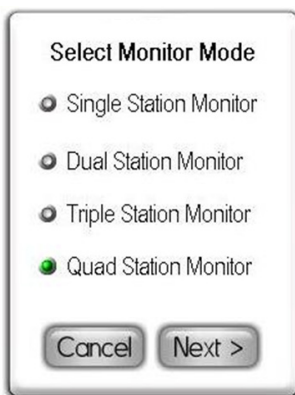 Select Monitor Mode
Single Station Monitor
Dual Station Monitor
Triple Station Monitor
Quad Station Monitor
Cancel Next >